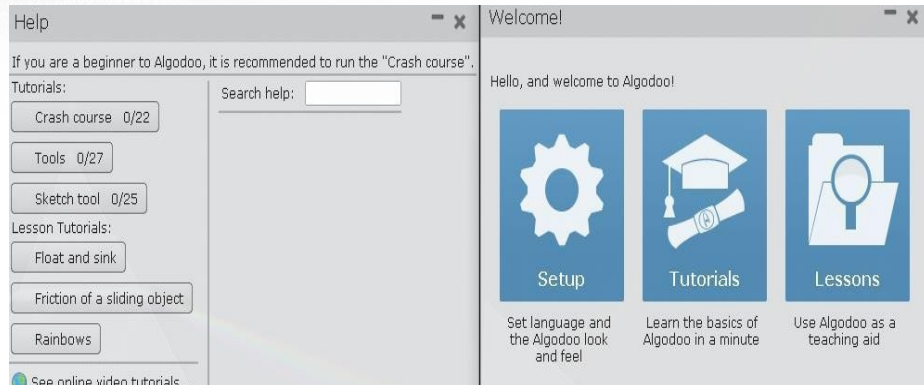 Help
If you are a beginner to Algodoo, it is recommended to run the "Crash course".
Tutorials:
Crash course 0/22
Tools 0/27
Sketch tool 0/25
Lesson Tutorials:
Float and sink
Friction of a sliding object
Rainbows
See online video tutorials
Search help:
Welcome!
Hello, and welcome to Algodoo!
Setup
Set language and
the Algodoo look
and feel
Tutorials
Learn the basics of
Algodoo in a minute
Lessons
Use Algodoo as a
teaching aid